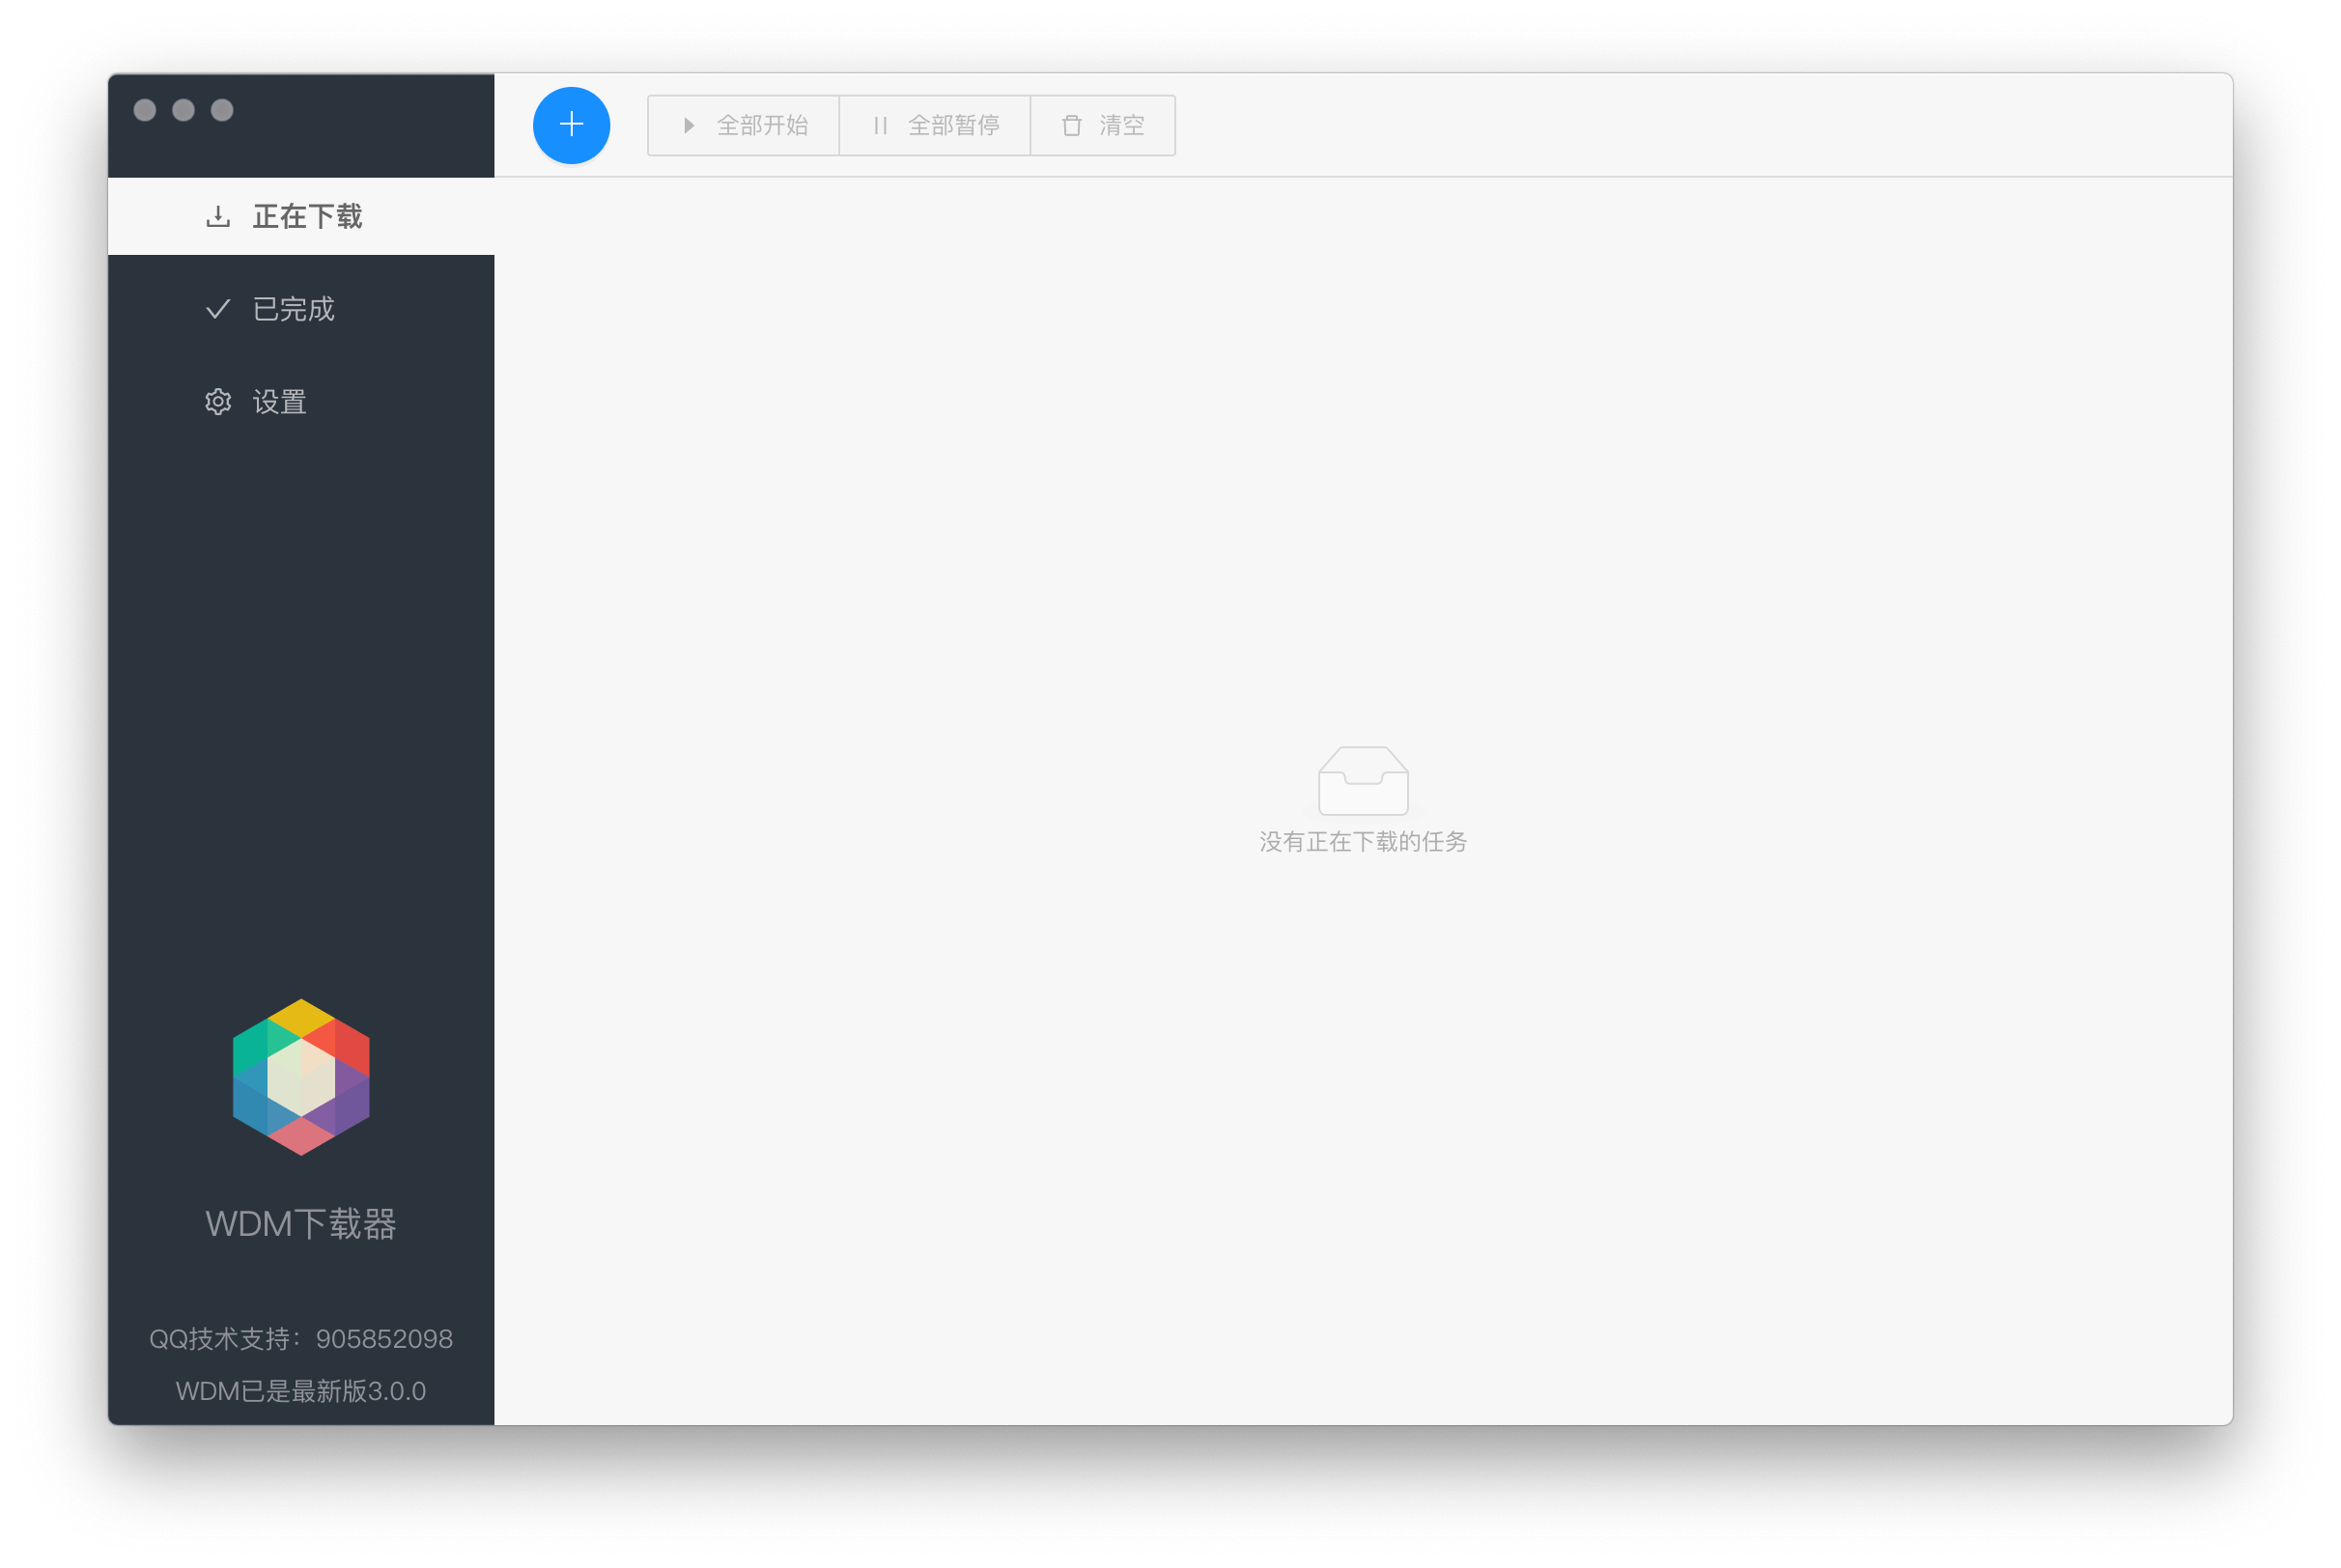 全部开始
全部暂停
清空
正在下载
已完成
设置
没有正在下载的任务
WDM下载器
QQ技术支持：905852098
WDM已是最新版3.0.0